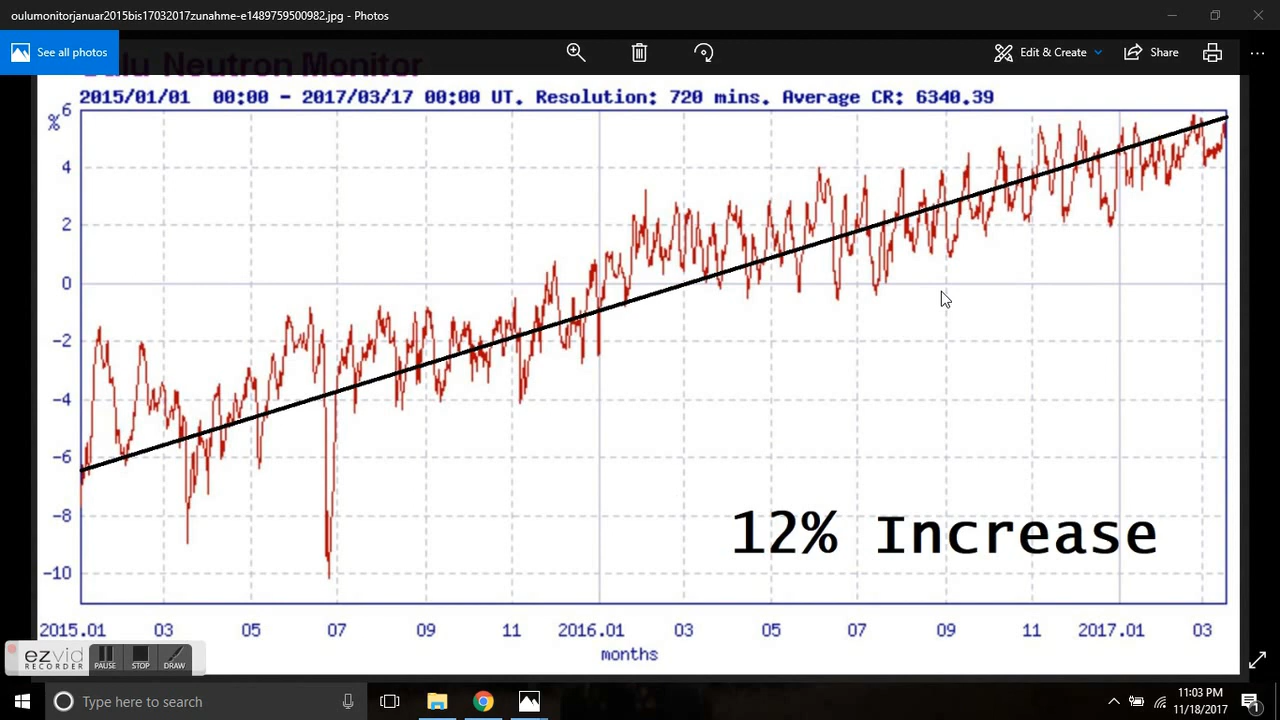 oulumonitorjanuar2015bis17032017zunahme-e1489759500982.jpg - Photos
See all photos
Edit & Create
Share
Neutron Monitor
2015/01/01 00:00 - 2017/03/17 00:00 UT. Resolution: 720 mins. Average CR: 6340.39
%
6
4
2
0
-2
-4
-6
-8
-10
12% Increase
2015.01 03 05 07 09 11 2016.01 03 05 07 09 11 2017.01 03
months
ezvid
RECORDER
PAUSE STOP DRAW
Type here to search
11:03 PM
11/18/2017
1